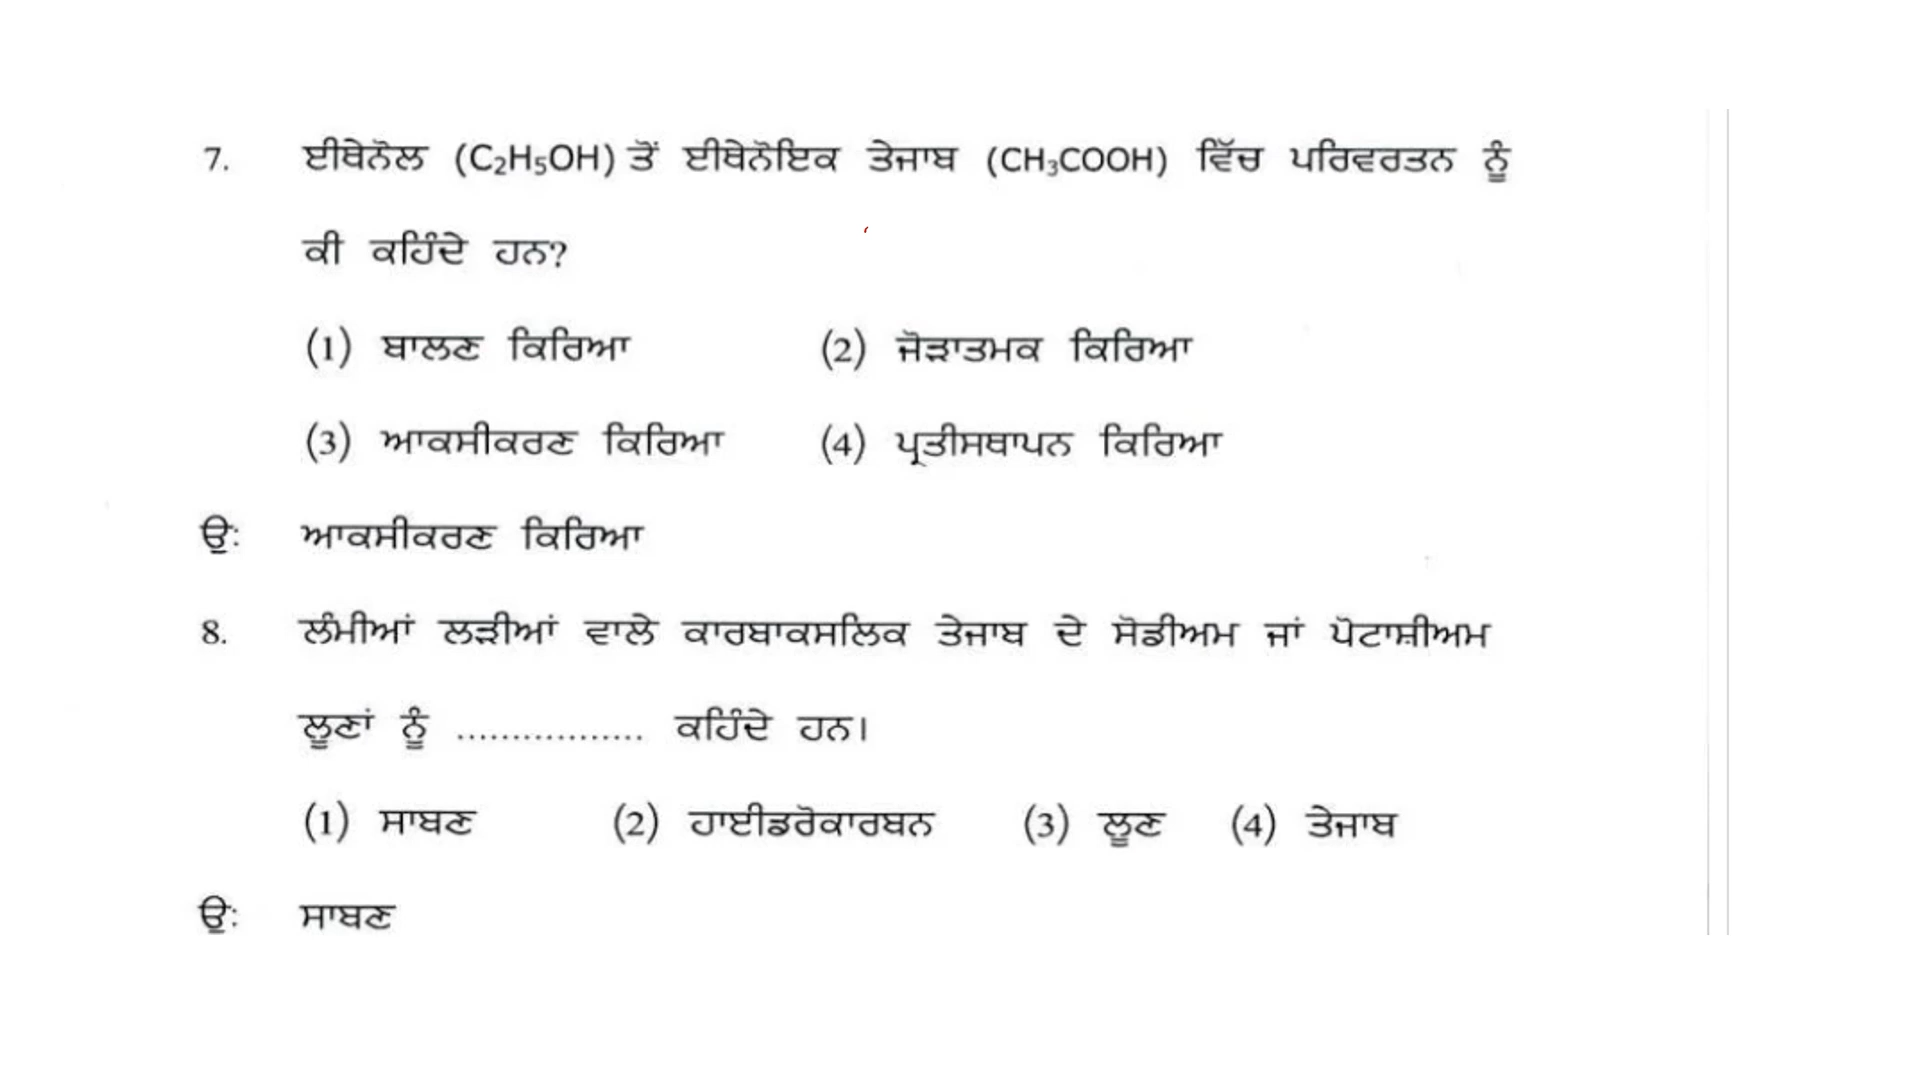 7. ਈਥੇਨੋਲ (C₂H₅OH) ਤੋਂ ਈਥੇਨੋਇਕ ਤੇਜਾਬ (CH₃COOH) ਵਿੱਚ ਪਰਿਵਰਤਨ ਨੂੰ
ਕੀ ਕਹਿੰਦੇ ਹਨ?
(1) ਬਾਲਣ ਕਿਰਿਆ (2) ਜੋੜਾਤਮਕ ਕਿਰਿਆ
(3) ਆਕਸੀਕਰਣ ਕਿਰਿਆ (4) ਪ੍ਰਤੀਸਥਾਪਨ ਕਿਰਿਆ
ਉ: ਆਕਸੀਕਰਣ ਕਿਰਿਆ
8. ਲੰਮੀਆਂ ਲੜੀਆਂ ਵਾਲੇ ਕਾਰਬਾਕਸਲਿਕ ਤੇਜਾਬ ਦੇ ਸੋਡੀਅਮ ਜਾਂ ਪੋਟਾਸ਼ੀਅਮ
ਲੂਣਾਂ ਨੂੰ ................. ਕਹਿੰਦੇ ਹਨ।
(1) ਸਾਬਣ (2) ਹਾਈਡਰੋਕਾਰਬਨ (3) ਲੂਣ (4) ਤੇਜਾਬ
ਉ: ਸਾਬਣ